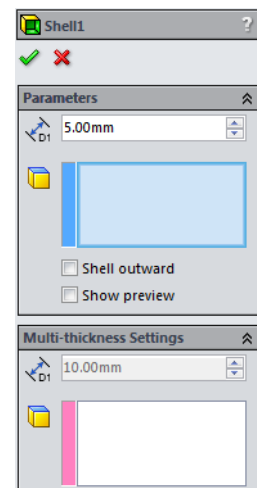 Shell1 ?
Parameters
D1 5.00mm
Shell outward
Show preview
Multi-thickness Settings
D1 10.00mm